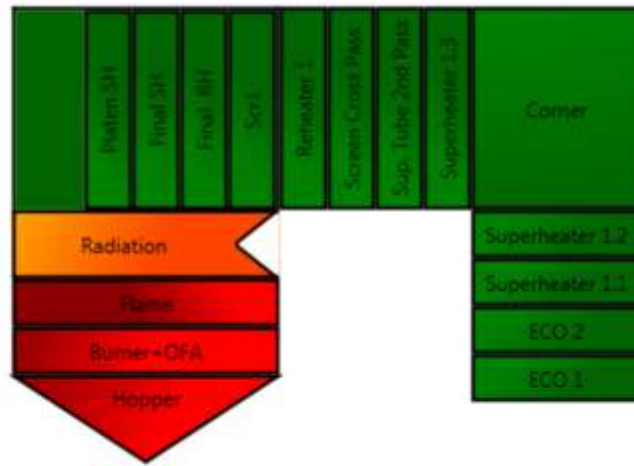 Platen SH
Final SH
Final RH
Scr1
Reheater 1
Screen Cross Pass
Sup. Tube 2nd Pass
Superheater 1.3
Corner
Radiation
Superheater 1.2
Flame
Superheater 1.1
Burner+OFA
ECO 2
Hopper
ECO 1